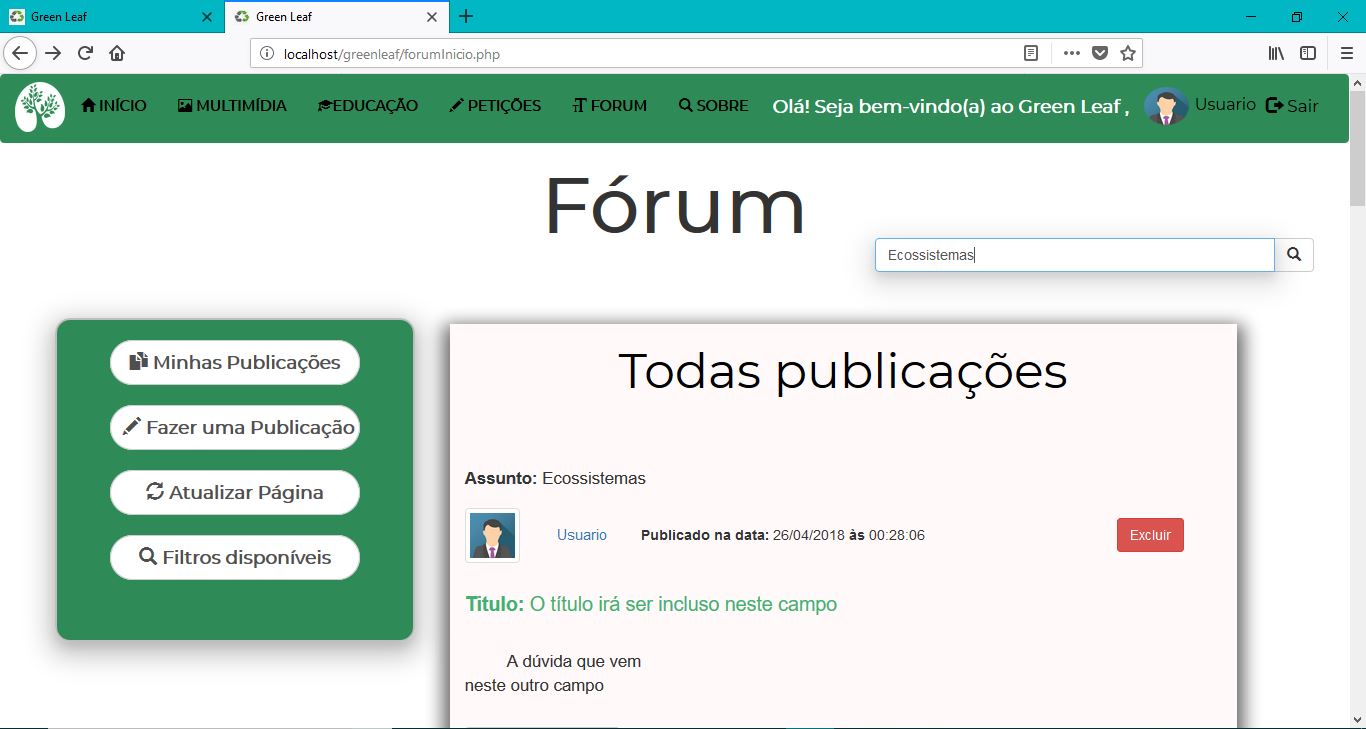 Green Leaf
Green Leaf
localhost/greenleaf/forumInicio.php
INÍCIO MULTIMÍDIA EDUCAÇÃO PETIÇÕES FORUM SOBRE Olá! Seja bem-vindo(a) ao Green Leaf , Usuario Sair
Fórum
Ecossistemas
Minhas Publicações
Fazer uma Publicação
Atualizar Página
Filtros disponíveis
Todas publicações
Assunto: Ecossistemas
Usuario Publicado na data: 26/04/2018 às 00:28:06 Excluir
Titulo: O título irá ser incluso neste campo
A dúvida que vem
neste outro campo